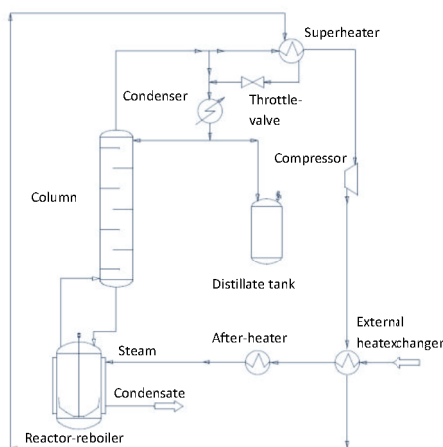 Superheater
Condenser
Throttle-
valve
Compressor
Column
Distillate tank
External
heatexchanger
After-heater
Steam
Condensate
Reactor-reboiler